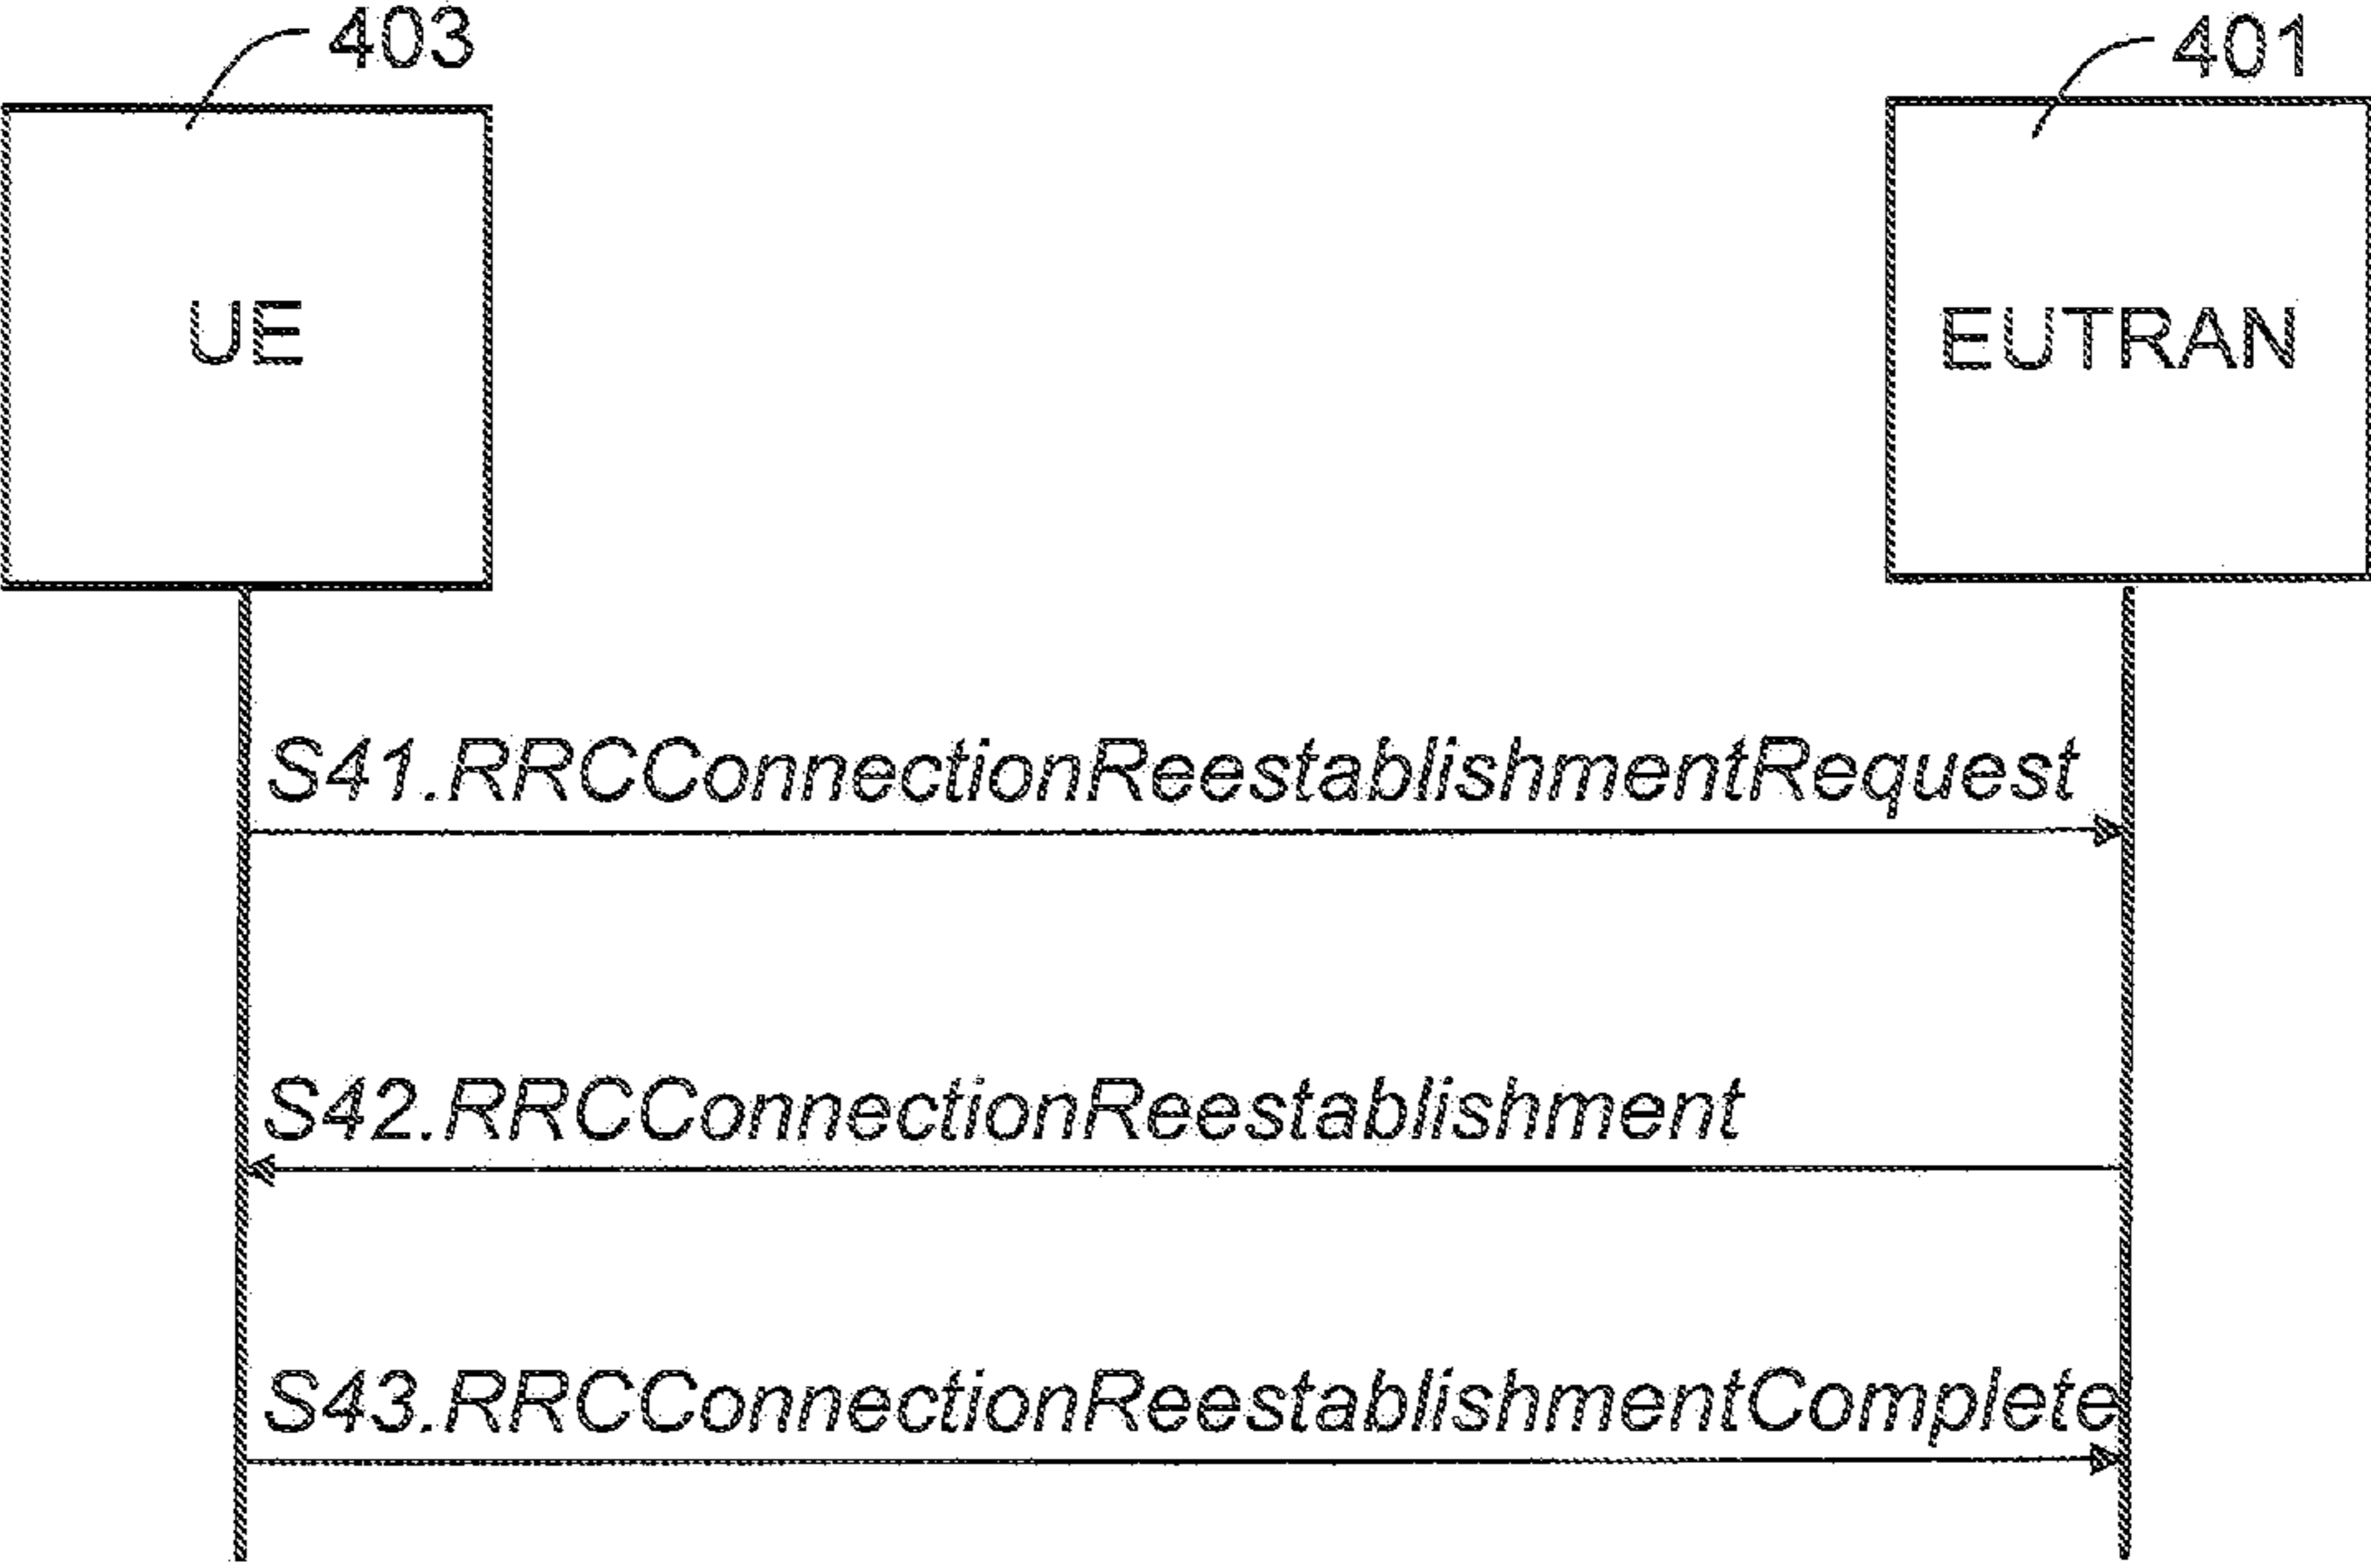 403
401
UE
EUTRAN
S41.RRCConnectionReestablishmentRequest
S42.RRCConnectionReestablishment
S43.RRCConnectionReestablishmentComplete